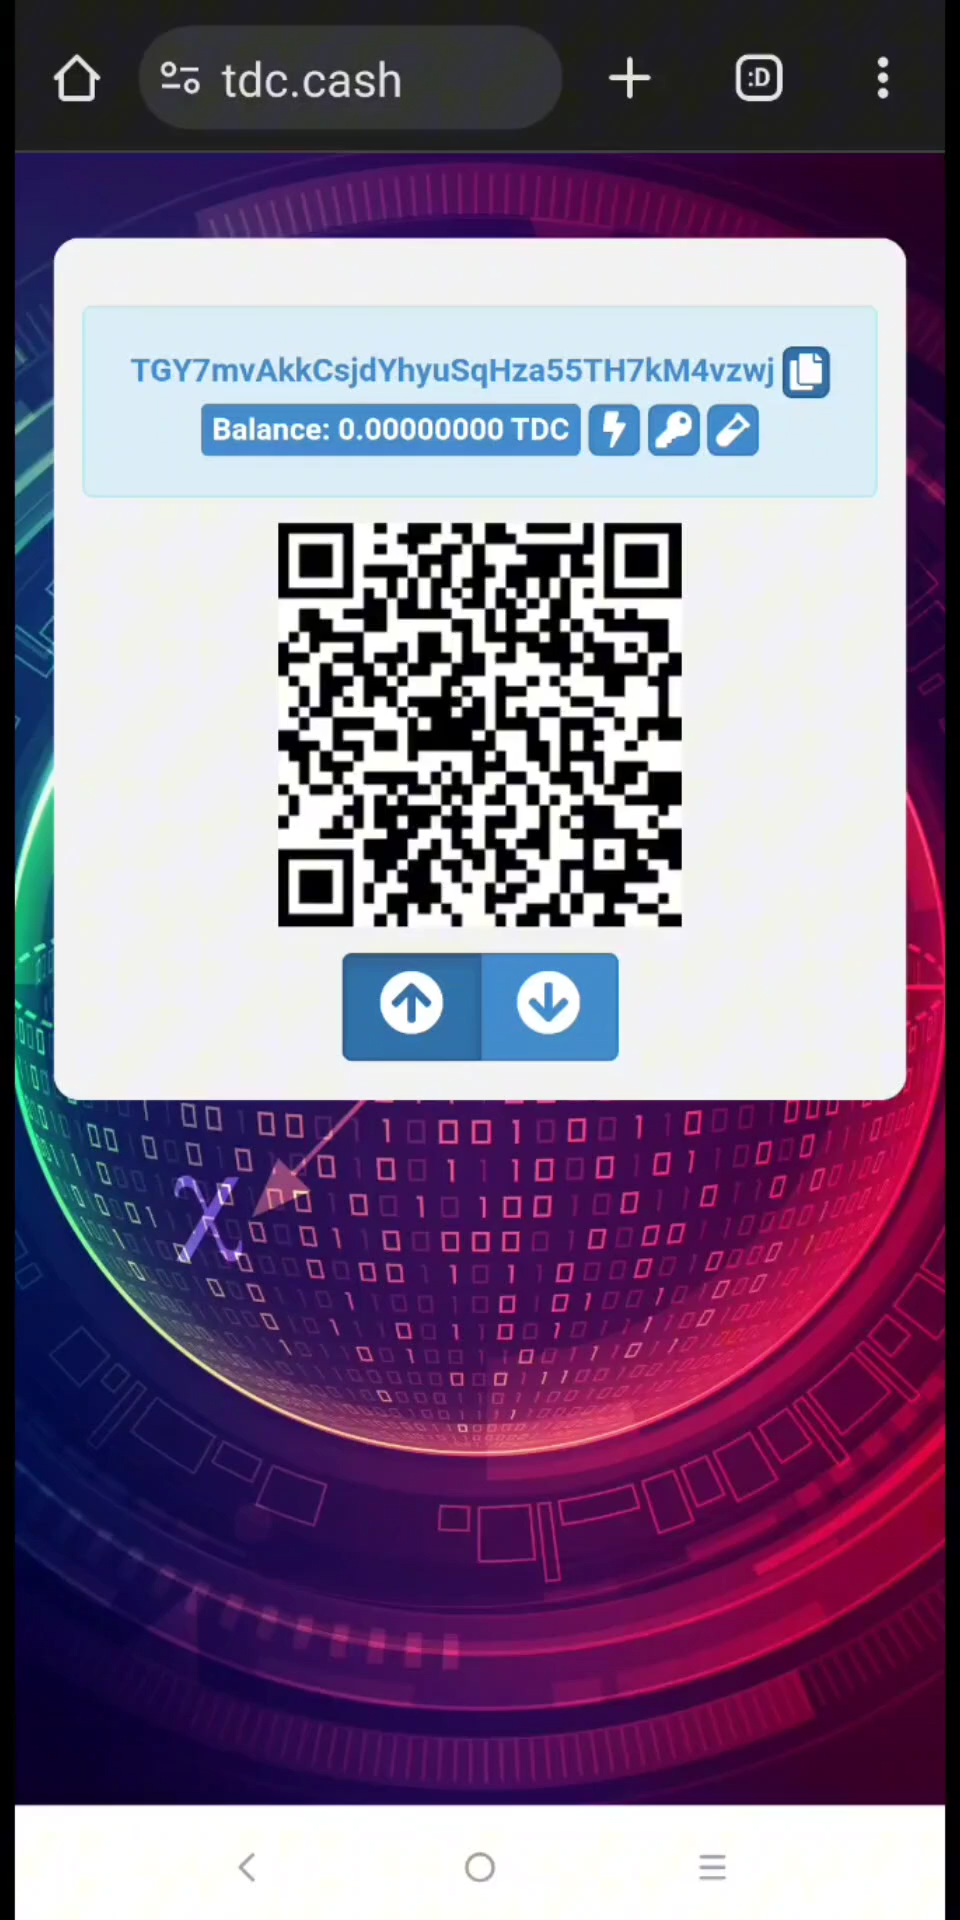 :D
tdc.cash
TGY7mvAkkCsjdYhyuSqHza55TH7kM4vzwj
Balance: 0.00000000 TDC
χ